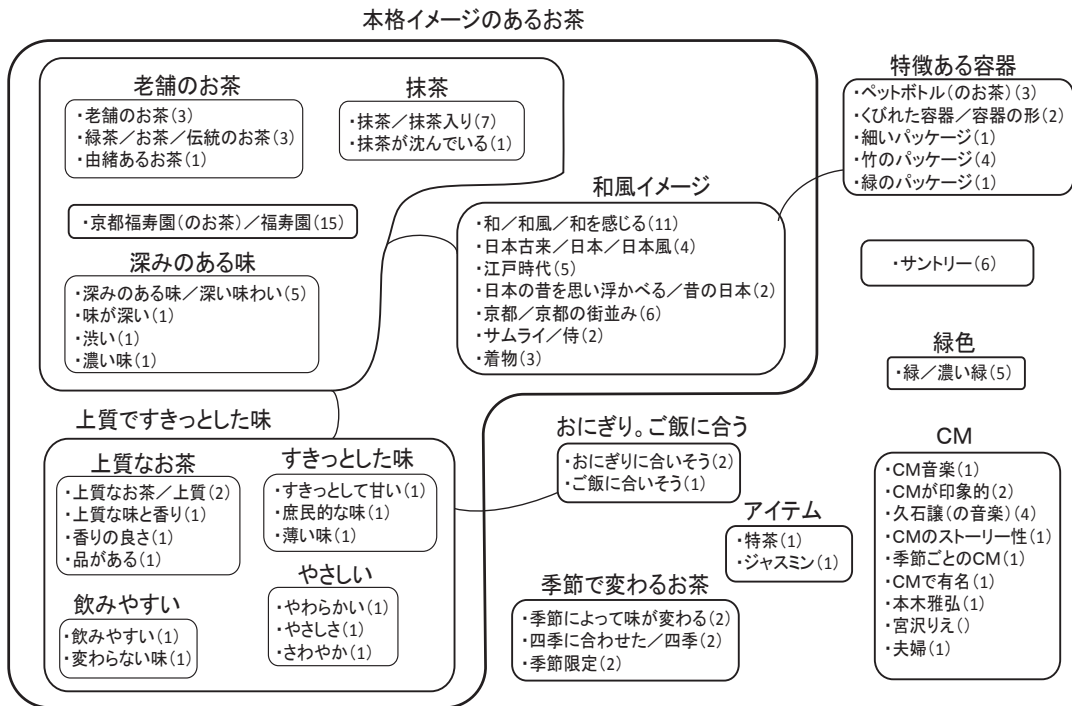 本格イメージのあるお茶
老舗のお茶
・老舗のお茶(3)
・緑茶／お茶／伝統のお茶(3)
・由緒あるお茶(1)
抹茶
・抹茶／抹茶入り(7)
・抹茶が沈んでいる(1)
・京都福寿園(のお茶)／福寿園(15)
深みのある味
・深みのある味／深い味わい(5)
・味が深い(1)
・渋い(1)
・濃い味(1)
和風イメージ
・和／和風／和を感じる(11)
・日本古来／日本／日本風(4)
・江戸時代(5)
・日本の昔を思い浮かべる／昔の日本(2)
・京都／京都の街並み(6)
・サムライ／侍(2)
・着物(3)
特徴ある容器
・ペットボトル(のお茶)(3)
・くびれた容器／容器の形(2)
・細いパッケージ(1)
・竹のパッケージ(4)
・緑のパッケージ(1)
・サントリー(6)
緑色
・緑／濃い緑(5)
上質ですきっとした味
上質なお茶
・上質なお茶／上質(2)
・上質な味と香り(1)
・香りの良さ(1)
・品がある(1)
すきっとした味
・すきっとして甘い(1)
・庶民的な味(1)
・薄い味(1)
飲みやすい
・飲みやすい(1)
・変わらない味(1)
やさしい
・やわらかい(1)
・やさしさ(1)
・さわやか(1)
おにぎり。ご飯に合う
・おにぎりに合いそう(2)
・ご飯に合いそう(1)
アイテム
・特茶(1)
・ジャスミン(1)
季節で変わるお茶
・季節によって味が変わる(2)
・四季に合わせた／四季(2)
・季節限定(2)
CM
・CM音楽(1)
・CMが印象的(2)
・久石譲(の音楽)(4)
・CMのストーリー性(1)
・季節ごとのCM(1)
・CMで有名(1)
・本木雅弘(1)
・宮沢りえ()
・夫婦(1)